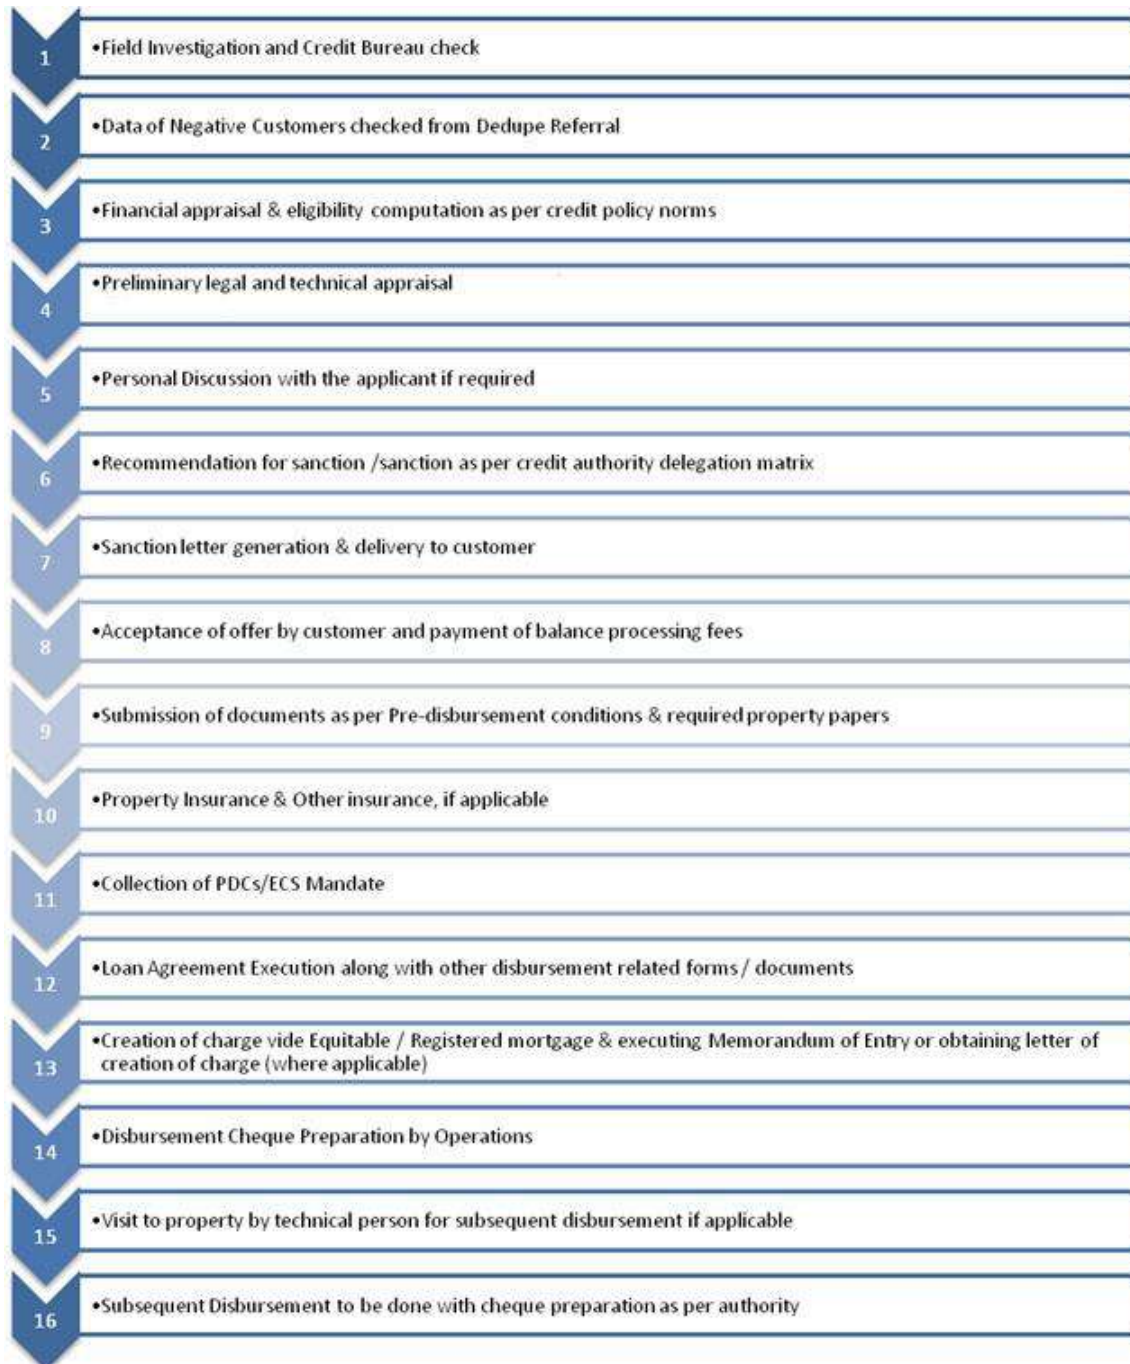 1
•Field Investigation and Credit Bureau check
2
•Data of Negative Customers checked from Dedupe Referral
3
•Financial appraisal & eligibility computation as per credit policy norms
4
•Preliminary legal and technical appraisal
5
•Personal Discussion with the applicant if required
6
•Recommendation for sanction /sanction as per credit authority delegation matrix
7
•Sanction letter generation & delivery to customer
8
•Acceptance of offer by customer and payment of balance processing fees
9
•Submission of documents as per Pre-disbursement conditions & required property papers
10
•Property Insurance & Other insurance, if applicable
11
•Collection of PDCs/ECS Mandate
12
•Loan Agreement Execution along with other disbursement related forms / documents
13
•Creation of charge vide Equitable / Registered mortgage & executing Memorandum of Entry or obtaining letter of
creation of charge (where applicable)
14
•Disbursement Cheque Preparation by Operations
15
•Visit to property by technical person for subsequent disbursement if applicable
16
•Subsequent Disbursement to be done with cheque preparation as per authority